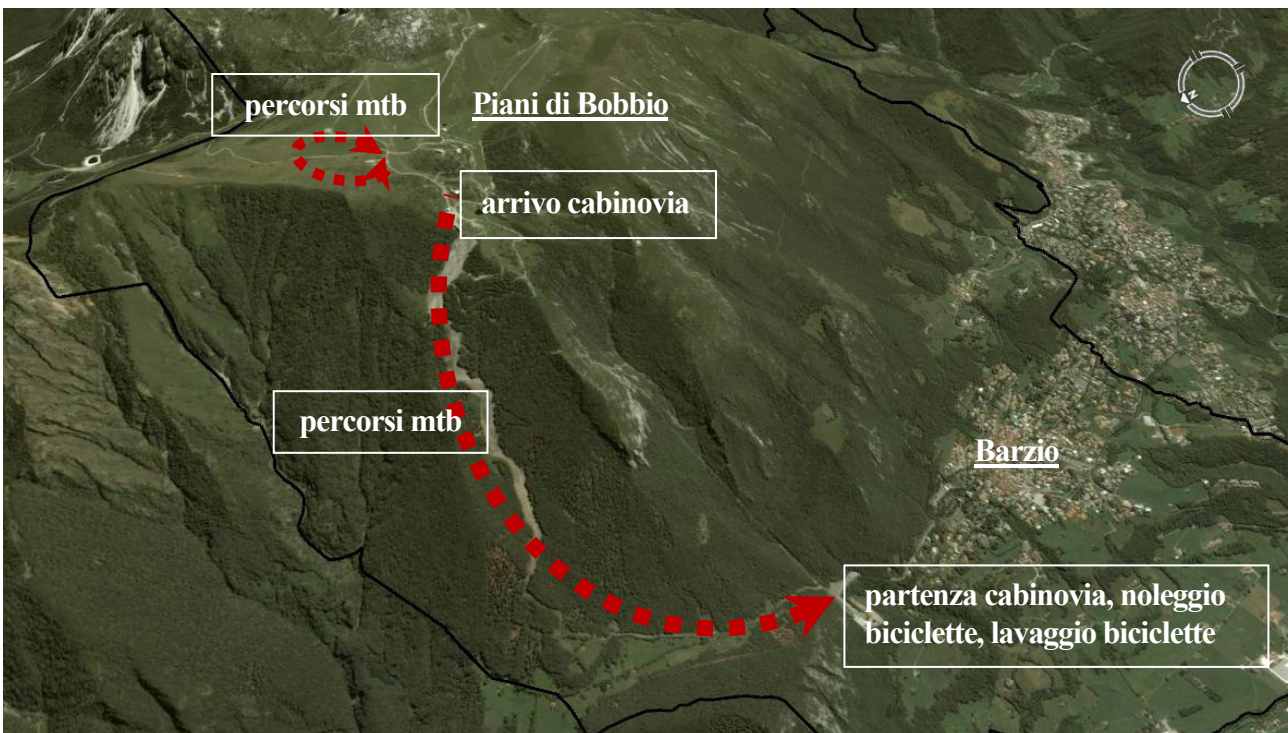 percorsi mtb
Piani di Bobbio
N
arrivo cabinovia
percorsi mtb
Barzio
partenza cabinovia, noleggio
biciclette, lavaggio biciclette